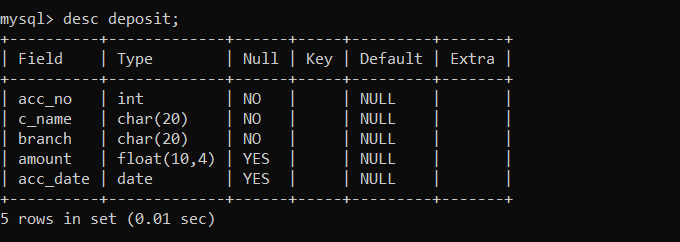 mysql> desc deposit;
+----------+-------------+------+-----+---------+-------+
| Field    | Type        | Null | Key | Default | Extra |
+----------+-------------+------+-----+---------+-------+
| acc_no   | int         | NO   |     | NULL    |       |
| c_name   | char(20)    | NO   |     | NULL    |       |
| branch   | char(20)    | NO   |     | NULL    |       |
| amount   | float(10,4) | YES  |     | NULL    |       |
| acc_date | date        | YES  |     | NULL    |       |
+----------+-------------+------+-----+---------+-------+
5 rows in set (0.01 sec)